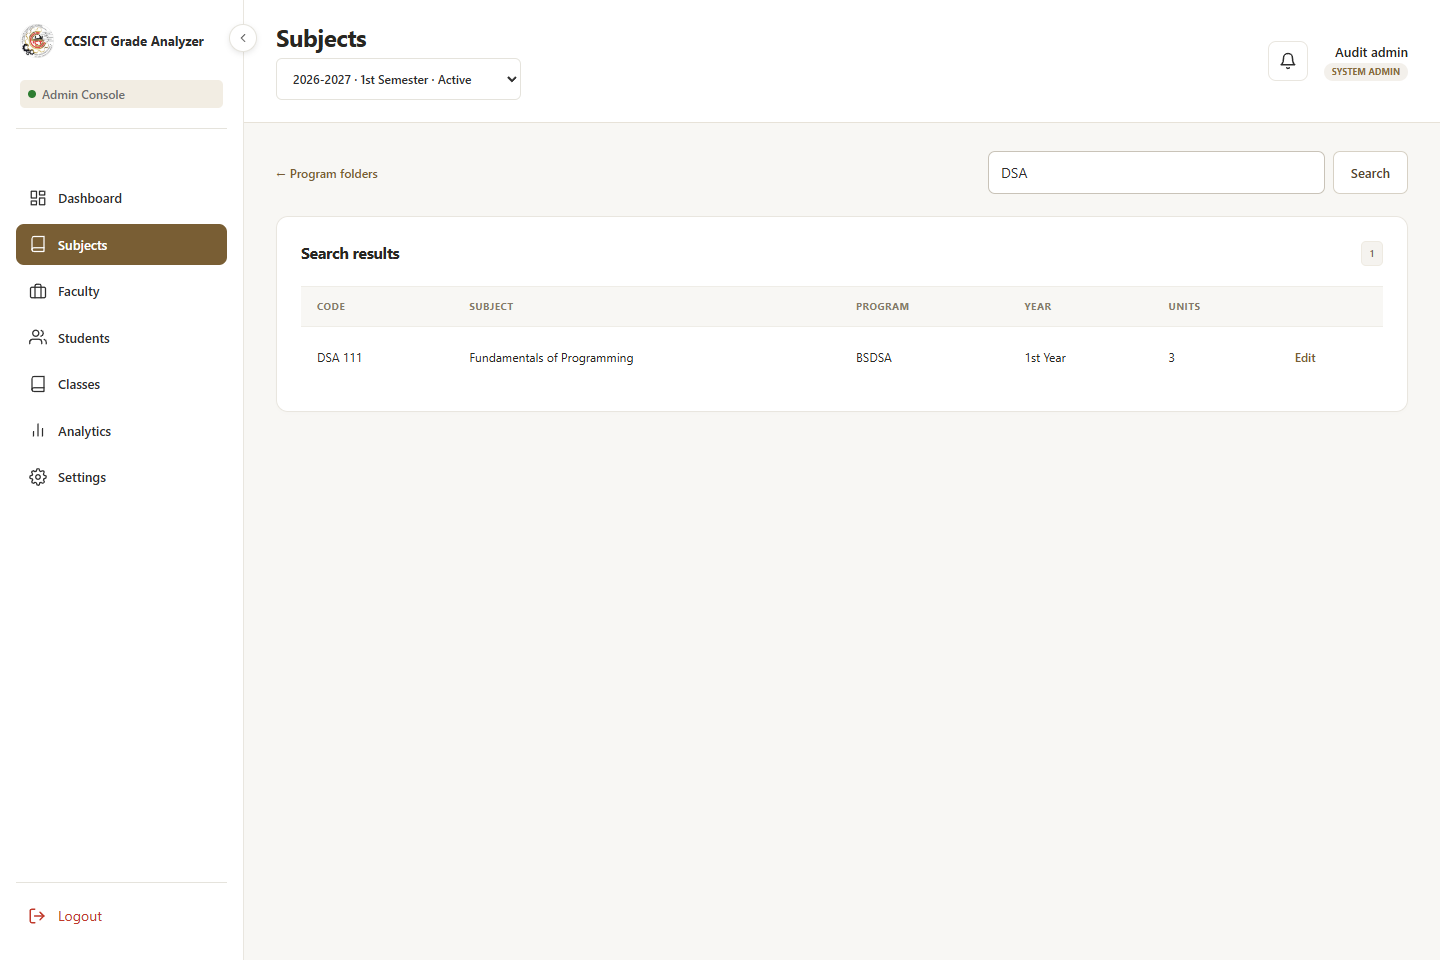 CCSICT Grade Analyzer
Admin Console
Dashboard
Subjects
Faculty
Students
Classes
Analytics
Settings
Logout
Subjects
2026-2027 · 1st Semester · Active
Audit admin
SYSTEM ADMIN
← Program folders
DSA
Search
Search results
1
CODE SUBJECT PROGRAM YEAR UNITS
DSA 111 Fundamentals of Programming BSDSA 1st Year 3 Edit